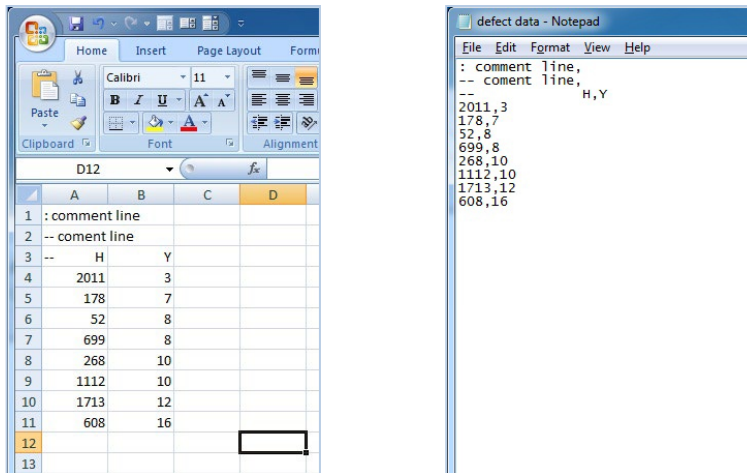 Home Insert Page Layout Form
Paste
Calibri 11
B I U A A
A
Clipboard Font Alignment
D12 fx
A B C D
1 : comment line
2 -- coment line
3 -- H Y
4 2011 3
5 178 7
6 52 8
7 699 8
8 268 10
9 1112 10
10 1713 12
11 608 16
12
13
defect data - Notepad
File Edit Format View Help
: comment line,
-- coment line,
-- H,Y
2011,3
178,7
52,8
699,8
268,10
1112,10
1713,12
608,16